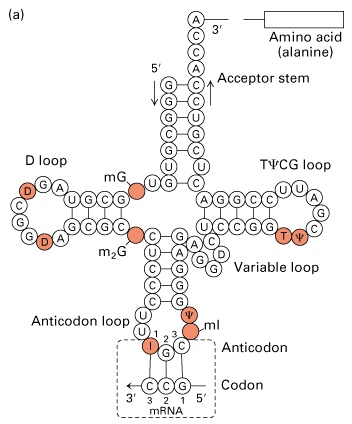 (a)
A
3′
Amino acid
(alanine)
C
C
A
5′
Acceptor stem
G C
G C
G U
C G
G C
U U
U G C
D loop
mG
TΨCG loop
D G A U G C G
A G G C C U U A
C
G
G D G A C G C
U C C G G T Ψ C
m₂G
C G A G C D
U A G G
C G
C G
C G
Variable loop
Anticodon loop
U Ψ
U mI
I G C
1 2 3
Anticodon
C C G
Codon
3′ 3 2 1 5′
mRNA